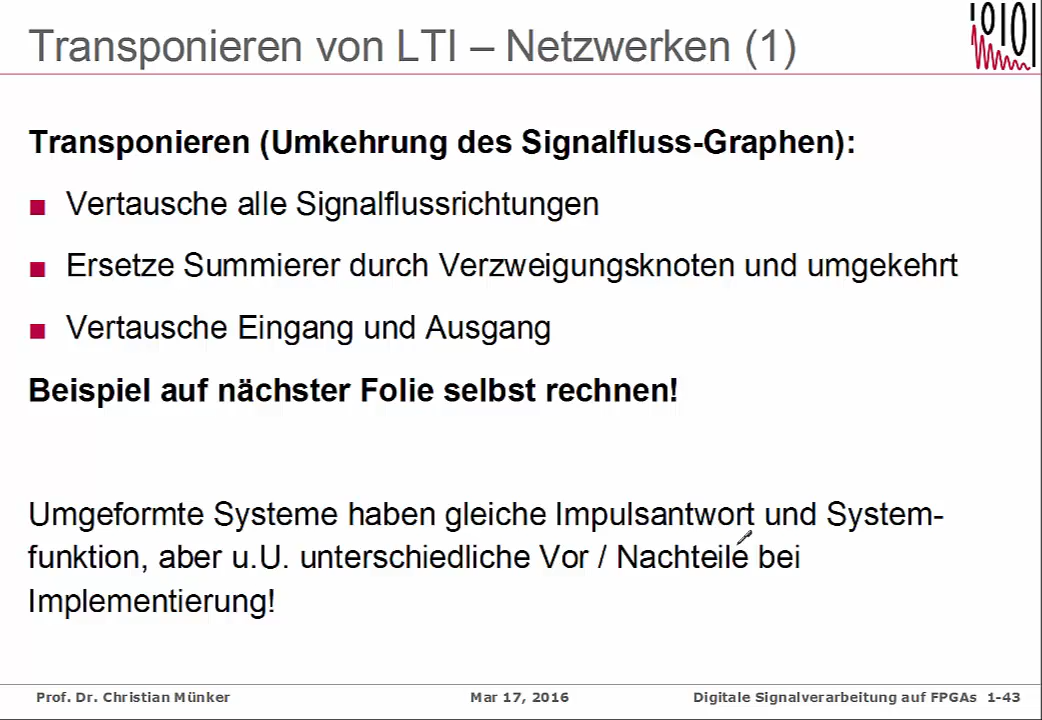 Transponieren von LTI – Netzwerken (1)
Transponieren (Umkehrung des Signalfluss-Graphen):
Vertausche alle Signalflussrichtungen
Ersetze Summierer durch Verzweigungsknoten und umgekehrt
Vertausche Eingang und Ausgang
Beispiel auf nächster Folie selbst rechnen!
Umgeformte Systeme haben gleiche Impulsantwort und System-
funktion, aber u.U. unterschiedliche Vor / Nachteile bei
Implementierung!
Prof. Dr. Christian Münker Mar 17, 2016 Digitale Signalverarbeitung auf FPGAs 1-43